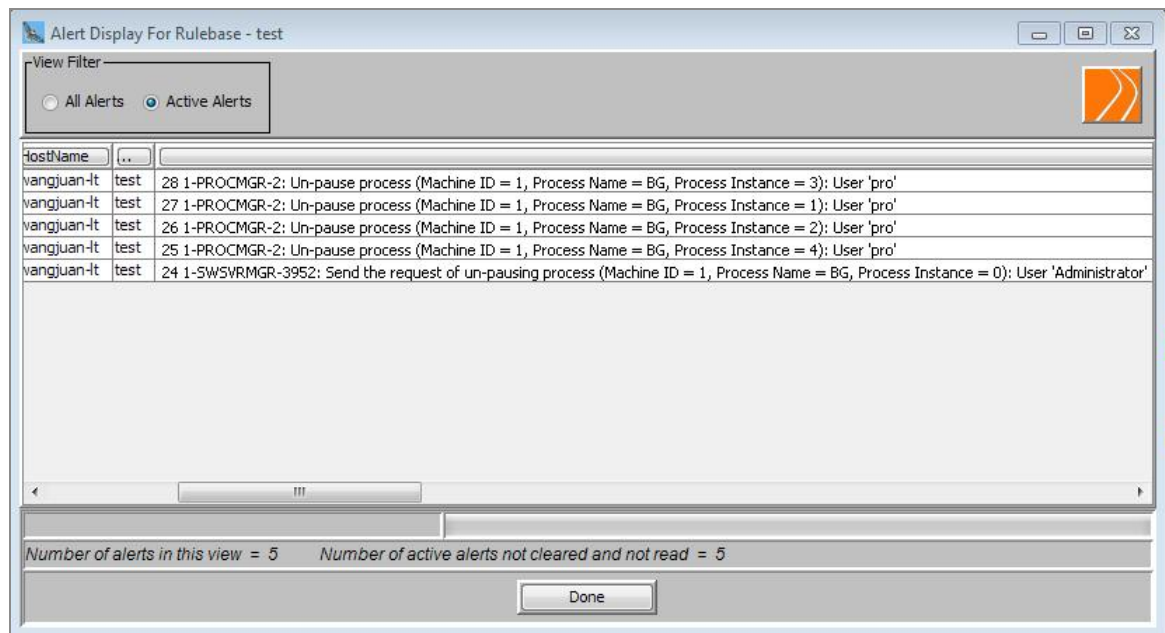 Alert Display For Rulebase - test
View Filter
All Alerts Active Alerts
HostName ...
vangjuan-lt test 28 1-PROCMGR-2: Un-pause process (Machine ID = 1, Process Name = BG, Process Instance = 3): User 'pro'
vangjuan-lt test 27 1-PROCMGR-2: Un-pause process (Machine ID = 1, Process Name = BG, Process Instance = 1): User 'pro'
vangjuan-lt test 26 1-PROCMGR-2: Un-pause process (Machine ID = 1, Process Name = BG, Process Instance = 2): User 'pro'
vangjuan-lt test 25 1-PROCMGR-2: Un-pause process (Machine ID = 1, Process Name = BG, Process Instance = 4): User 'pro'
vangjuan-lt test 24 1-SWSVRMGR-3952: Send the request of un-pausing process (Machine ID = 1, Process Name = BG, Process Instance = 0): User 'Administrator'
Number of alerts in this view = 5 Number of active alerts not cleared and not read = 5
Done